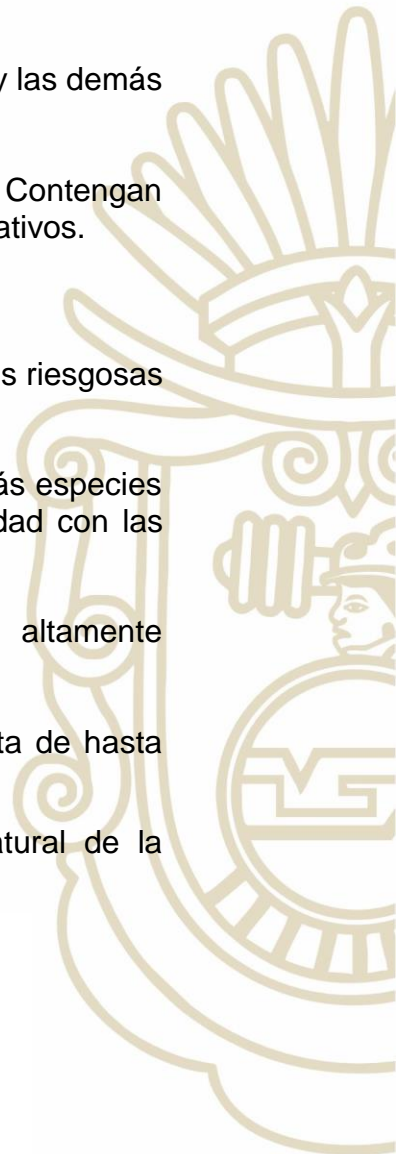 y las demás
Contengan
ativos.
s riesgosas
ás especies
dad con las
altamente
ta de hasta
atural de la